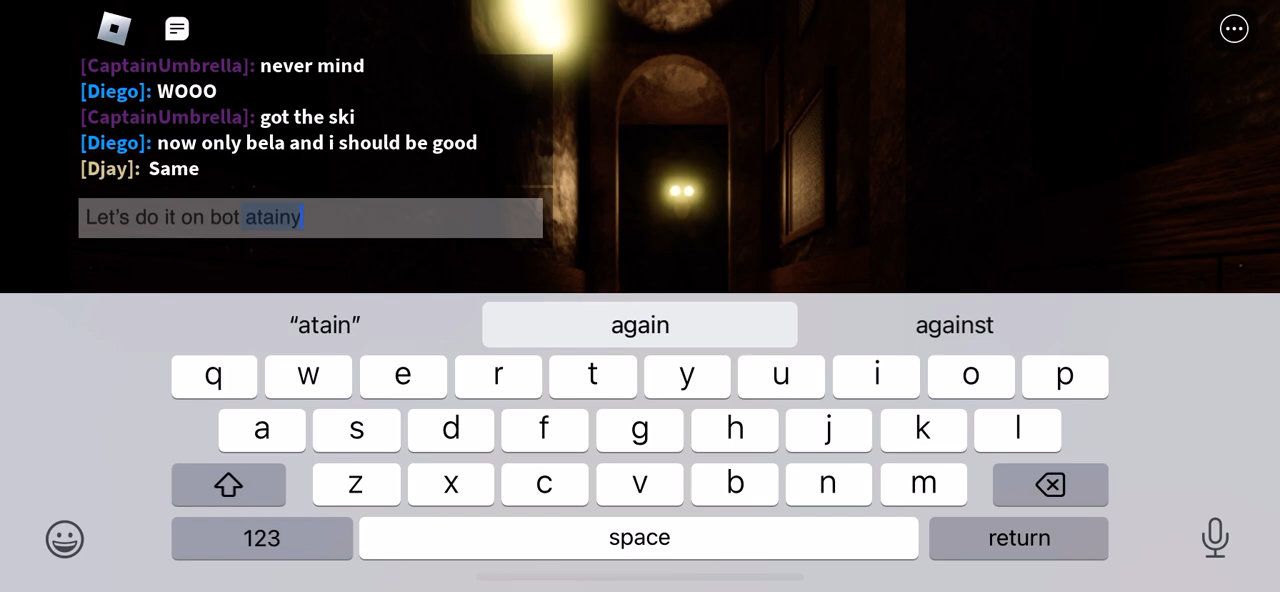 [CaptainUmbrella]: never mind
[Diego]: WOOO
[CaptainUmbrella]: got the ski
[Diego]: now only bela and i should be good
[Djay]: Same
Let's do it on bot atainy
“atain” again against
q w e r t y u i o p
a s d f g h j k l
z x c v b n m
123 space return